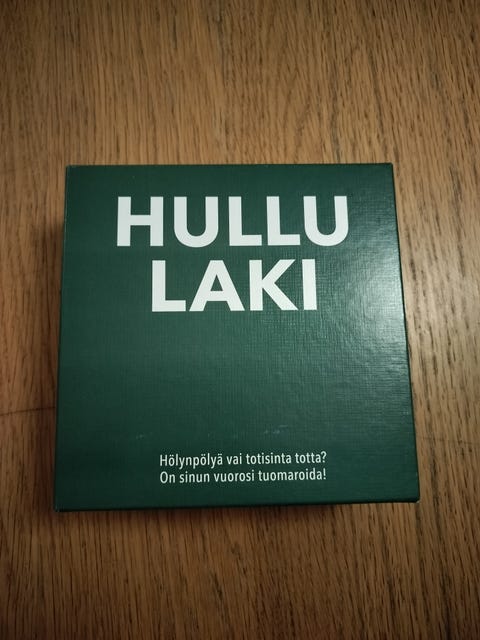 HULLU
LAKI
Hölynpölyä vai totisinta totta?
On sinun vuorosi tuomaroida!